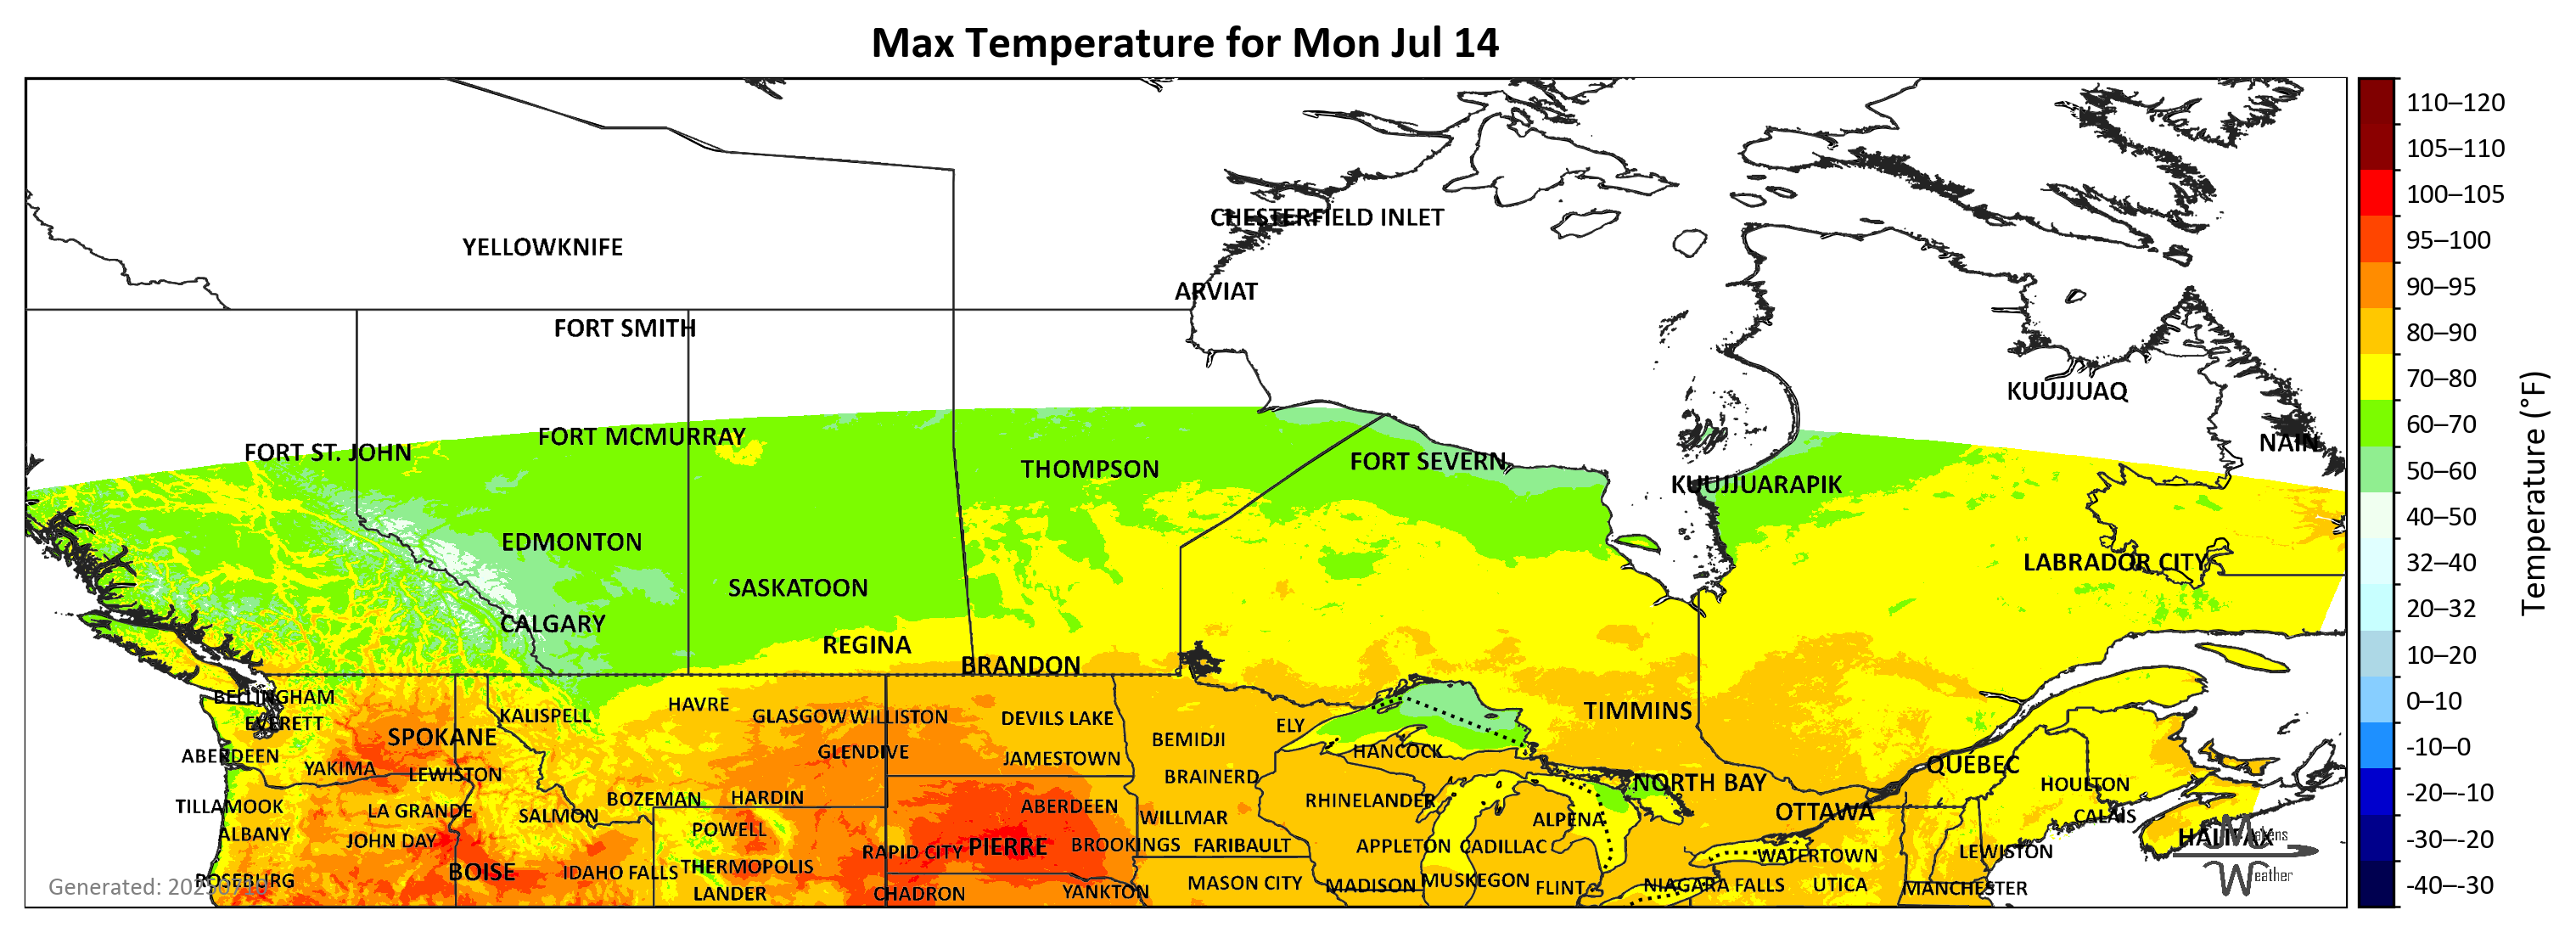 Max Temperature for Mon Jul 14
CHESTERFIELD INLET
YELLOWKNIFE
ARVIAT
FORT SMITH
KUUJJUAQ
FORT MCMURRAY
NAIN
FORT ST. JOHN
FORT SEVERN
THOMPSON
KUUJJUARAPIK
EDMONTON
LABRADOR CITY
SASKATOON
CALGARY
REGINA
BRANDON
BELLINGHAM
HAVRE
KALISPELL
GLASGOW
WILLISTON
DEVILS LAKE
TIMMINS
EVERETT
ELY
SPOKANE
BEMIDJI
ABERDEEN
GLENDIVE
HANCOCK
JAMESTOWN
QUEBEC
YAKIMA
LEWISTON
BRAINERD
NORTH BAY
HOULTON
BOZEMAN
HARDIN
RHINELANDER
TILLAMOOK
LA GRANDE
SALMON
ABERDEEN
WILLMAR
ALPENA
OTTAWA
CALAIS
ALBANY
JOHN DAY
POWELL
RAPID CITY
PIERRE
BROOKINGS
FARIBAULT
APPLETON
CADILLAC
WATERTOWN
LEWISTON
HALIFAX
BOISE
IDAHO FALLS
THERMOPOLIS
ROSEBURG
LANDER
CHADRON
YANKTON
MASON CITY
MADISON
MUSKEGON
FLINT
NIAGARA FALLS
UTICA
MANCHESTER
Weather
110–120
105–110
100–105
95–100
90–95
80–90
70–80
60–70
50–60
40–50
32–40
20–32
10–20
0–10
-10–0
-20–-10
-30–-20
-40–-30
Temperature (°F)
Generated: